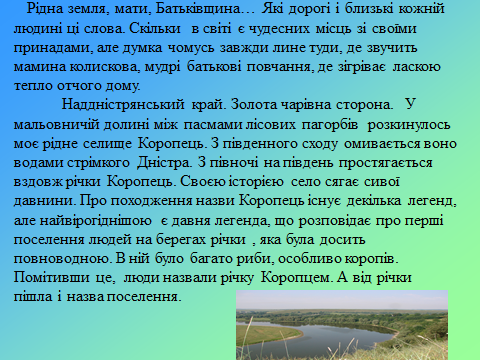 Рідна земля, мати, Батьківщина… Які дорогі і близькі кожній
людині ці слова. Скільки в світі є чудесних місць зі своїми
принадами, але думка чомусь завжди лине туди, де звучить
мамина колискова, мудрі батькові повчання, де зігріває ласкою
тепло отчого дому.
Наддністрянський край. Золота чарівна сторона. У
мальовничій долині між пасмами лісових пагорбів розкинулось
моє рідне селище Коропець. З південного сходу омивається воно
водами стрімкого Дністра. З півночі на південь простягається
вздовж річки Коропець. Своєю історією село сягає сивої
давнини. Про походження назви Коропець існує декілька легенд,
але найвірогіднішою є давня легенда, що розповідає про перші
поселення людей на берегах річки , яка була досить
повноводною. В ній було багато риби, особливо коропів.
Помітивши це, люди назвали річку Коропцем. А від річки
пішла і назва поселення.